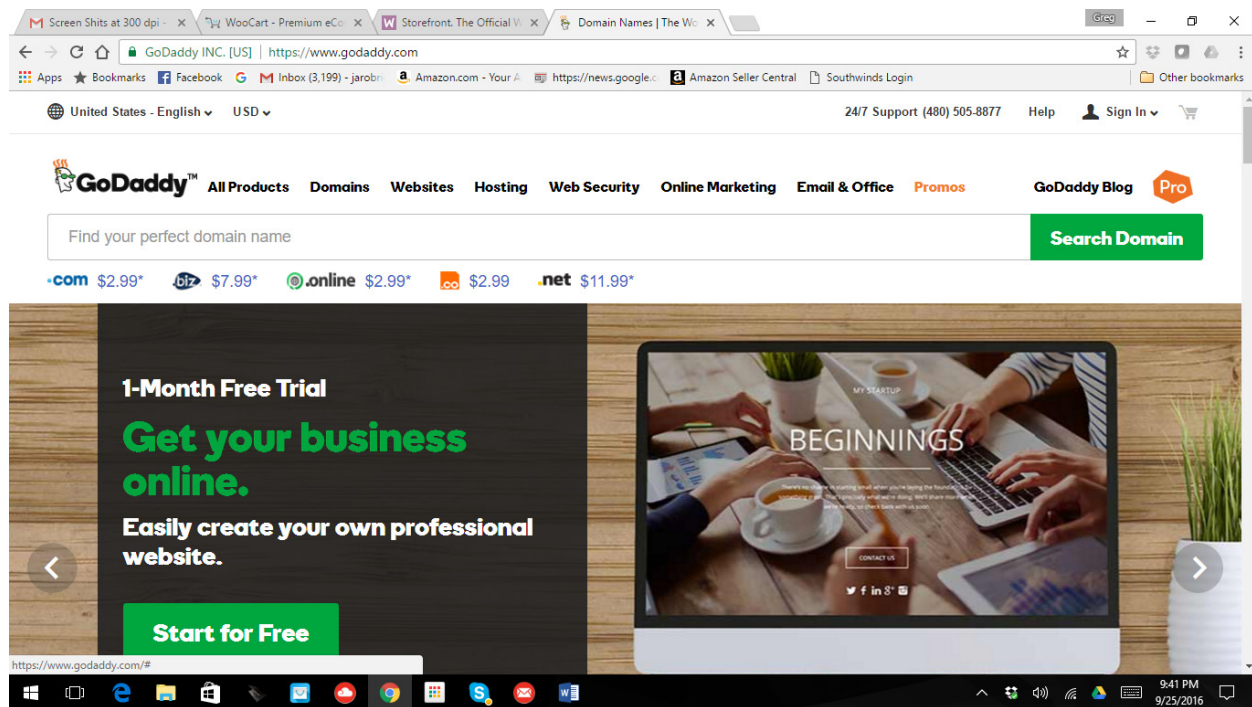 Screen Shits at 300 dpi - WooCart - Premium eCo Storefront. The Official W Domain Names | The Wo Greg
GoDaddy INC. [US] | https://www.godaddy.com
Apps Bookmarks Facebook Inbox (3,199) - jarobri Amazon.com - Your A https://news.google.c Amazon Seller Central Southwinds Login Other bookmarks
United States - English USD 24/7 Support (480) 505-8877 Help Sign In
GoDaddy™ All Products Domains Websites Hosting Web Security Online Marketing Email & Office Promos GoDaddy Blog Pro
Find your perfect domain name Search Domain
.com $2.99* .biz $7.99* .online $2.99* .co $2.99 .net $11.99*
1-Month Free Trial
Get your business
online.
Easily create your own professional
website.
Start for Free
MY STARTUP
BEGINNINGS
CONTACT US
https://www.godaddy.com/#
9:41 PM
9/25/2016